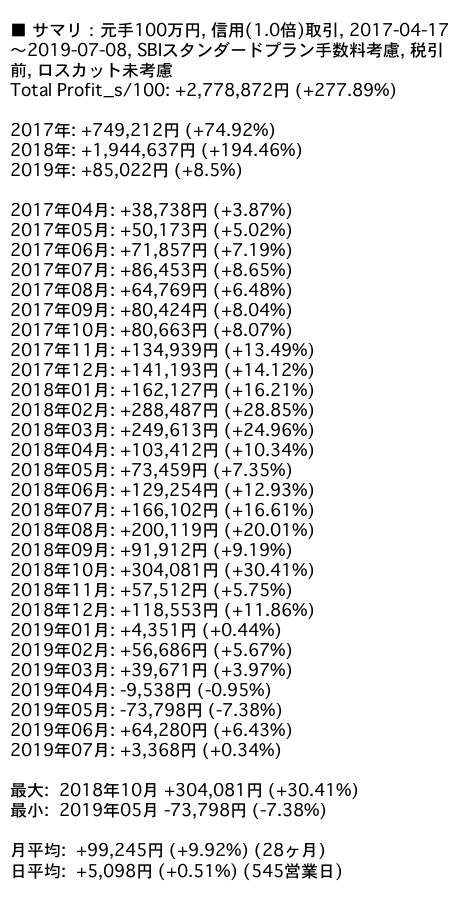 ■ サマリ：元手100万円, 信用(1.0倍)取引, 2017-04-17
～2019-07-08, SBIスタンダードプラン手数料考慮, 税引
前, ロスカット未考慮
Total Profit_s/100: +2,778,872円 (+277.89%)
2017年: +749,212円 (+74.92%)
2018年: +1,944,637円 (+194.46%)
2019年: +85,022円 (+8.5%)
2017年04月: +38,738円 (+3.87%)
2017年05月: +50,173円 (+5.02%)
2017年06月: +71,857円 (+7.19%)
2017年07月: +86,453円 (+8.65%)
2017年08月: +64,769円 (+6.48%)
2017年09月: +80,424円 (+8.04%)
2017年10月: +80,663円 (+8.07%)
2017年11月: +134,939円 (+13.49%)
2017年12月: +141,193円 (+14.12%)
2018年01月: +162,127円 (+16.21%)
2018年02月: +288,487円 (+28.85%)
2018年03月: +249,613円 (+24.96%)
2018年04月: +103,412円 (+10.34%)
2018年05月: +73,459円 (+7.35%)
2018年06月: +129,254円 (+12.93%)
2018年07月: +166,102円 (+16.61%)
2018年08月: +200,119円 (+20.01%)
2018年09月: +91,912円 (+9.19%)
2018年10月: +304,081円 (+30.41%)
2018年11月: +57,512円 (+5.75%)
2018年12月: +118,553円 (+11.86%)
2019年01月: +4,351円 (+0.44%)
2019年02月: +56,686円 (+5.67%)
2019年03月: +39,671円 (+3.97%)
2019年04月: -9,538円 (-0.95%)
2019年05月: -73,798円 (-7.38%)
2019年06月: +64,280円 (+6.43%)
2019年07月: +3,368円 (+0.34%)
最大: 2018年10月 +304,081円 (+30.41%)
最小: 2019年05月 -73,798円 (-7.38%)
月平均: +99,245円 (+9.92%) (28ヶ月)
日平均: +5,098円 (+0.51%) (545営業日)